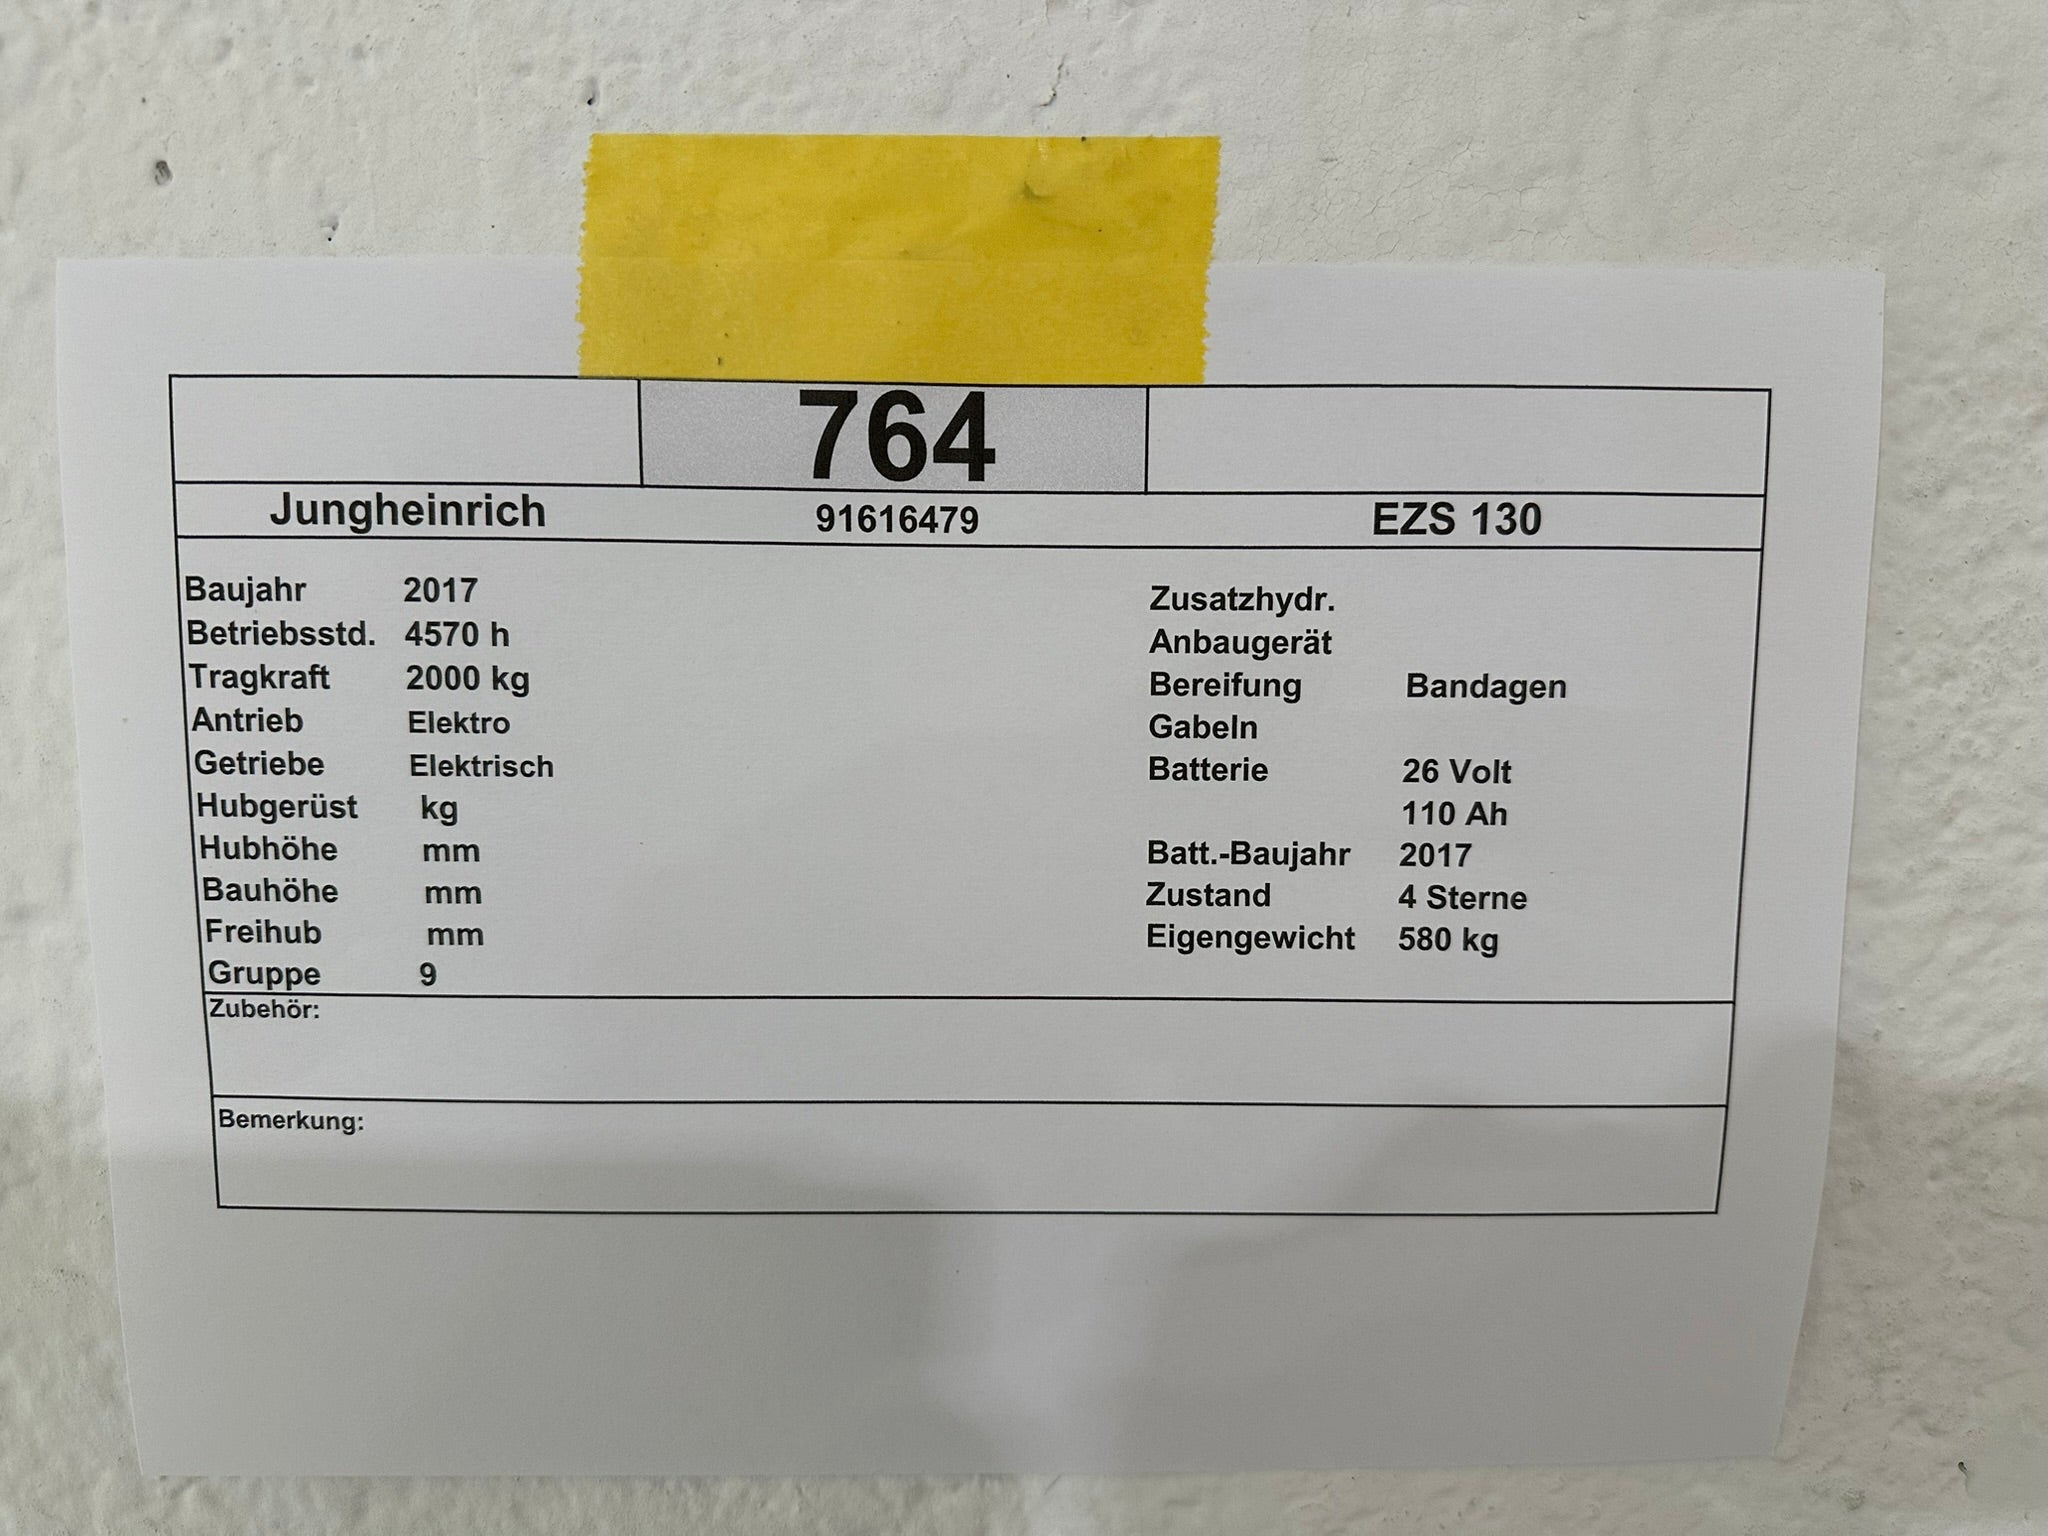 764
Jungheinrich 91616479 EZS 130
Baujahr 2017
Betriebsstd. 4570 h
Tragkraft 2000 kg
Antrieb Elektro
Getriebe Elektrisch
Hubgerüst kg
Hubhöhe mm
Bauhöhe mm
Freihub mm
Gruppe 9
Zusatzhydr.
Anbaugerät
Bereifung Bandagen
Gabeln
Batterie 26 Volt
110 Ah
Batt.-Baujahr 2017
Zustand 4 Sterne
Eigengewicht 580 kg
Zubehör:
Bemerkung: